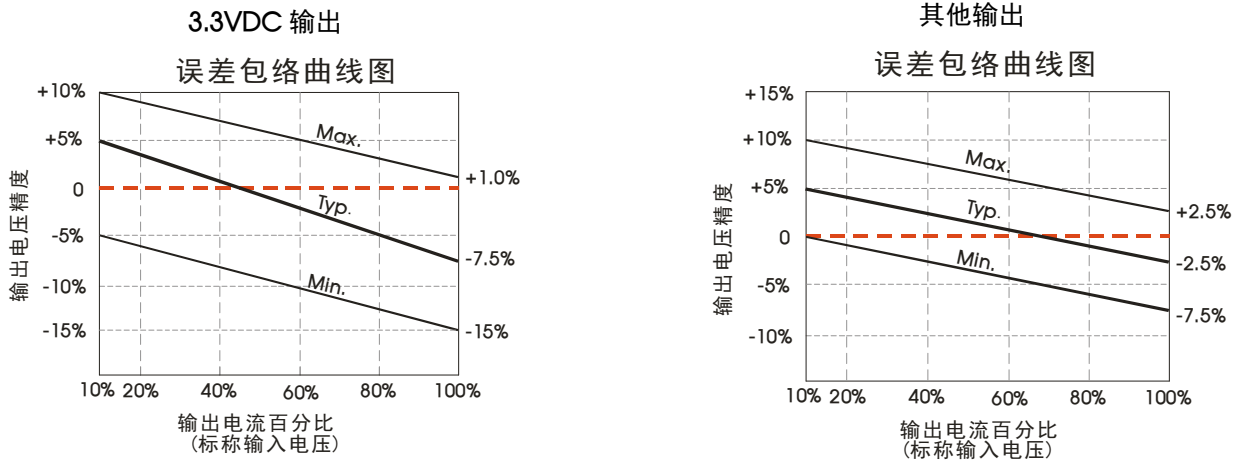 3.3VDC 输出
误差包络曲线图
+10%
+5%
0
-5%
-10%
-15%
输出电压精度
Max.
Typ.
Min.
+1.0%
-7.5%
-15%
10% 20% 40% 60% 80% 100%
输出电流百分比
(标称输入电压)
其他输出
误差包络曲线图
+15%
+10%
+5%
0
-5%
-10%
输出电压精度
Max.
Typ.
Min.
+2.5%
-2.5%
-7.5%
10% 20% 40% 60% 80% 100%
输出电流百分比
(标称输入电压)